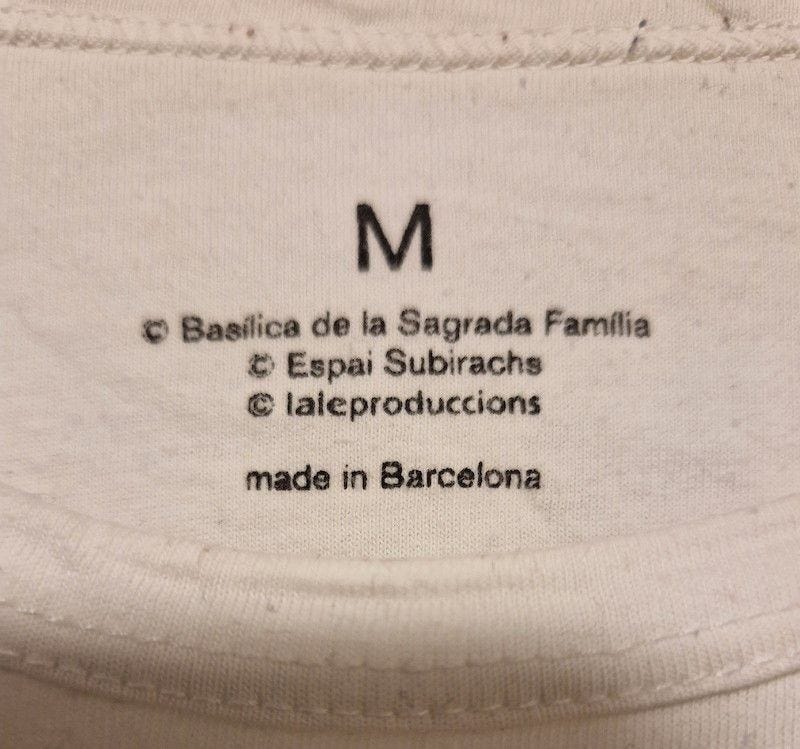 M
© Basílica de la Sagrada Família
© Espai Subirachs
© laieproduccions
made in Barcelona